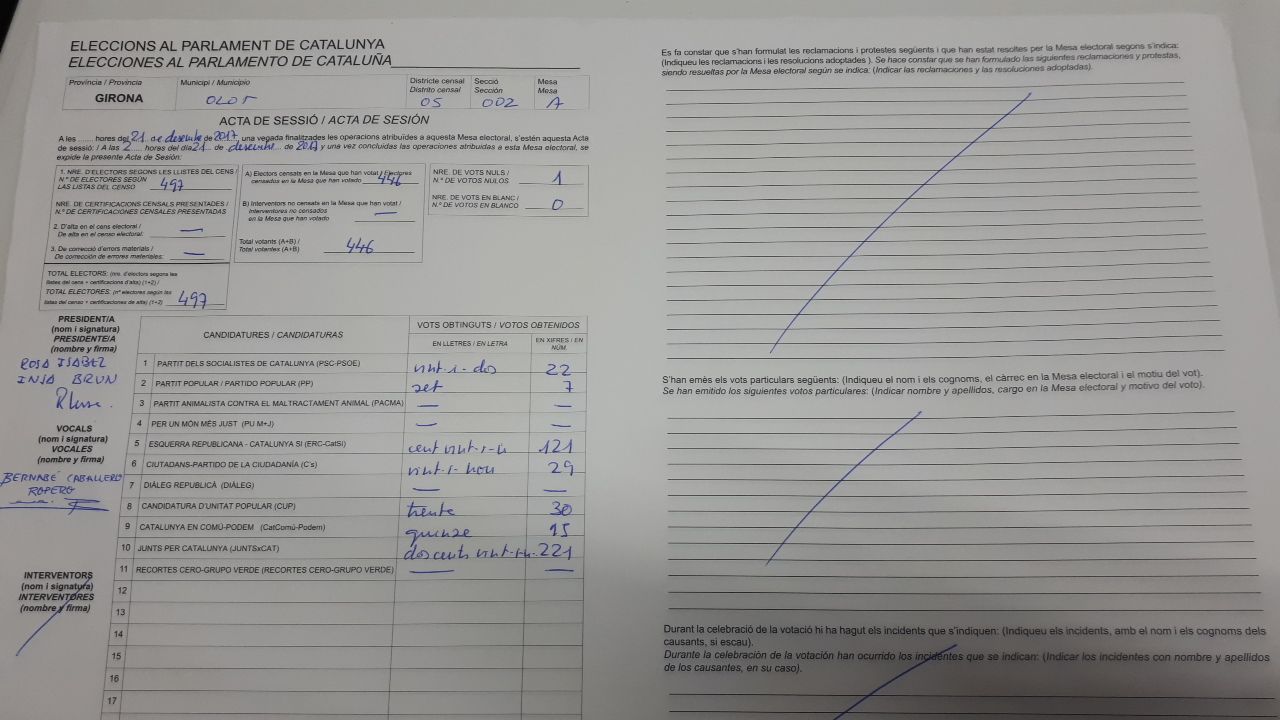 ELECCIONS AL PARLAMENT DE CATALUNYA
ELECCIONES AL PARLAMENTO DE CATALUÑA
Província / Provincia
GIRONA
Municipi / Municipio
OLOT
Districte censal
Distrito censal
05
Secció
Sección
002
Mesa
Mesa
A
ACTA DE SESSIÓ / ACTA DE SESIÓN
A les ...... hores del 21 de desembre de 2017, una vegada finalitzades les operacions atribuïdes a aquesta Mesa electoral, s'estén aquesta Acta
de sessió: / A las 2 hores del día 21 de desembre de 2017 y una vez concluidas las operaciones atribuidas a esta Mesa electoral, se
expide la presente Acta de Sesión:
1. NRE. D'ELECTORS SEGONS LES LLISTES DEL CENS /
N.º DE ELECTORES SEGÚN
LAS LISTAS DEL CENSO 497
NRE. DE CERTIFICACIONS CENSALS PRESENTADES /
N.º DE CERTIFICACIONES CENSALES PRESENTADAS
2. D'alta en el cens electoral /
De alta en el censo electoral: —
3. De correcció d'errors materials /
De corrección de errores materiales: —
TOTAL ELECTORS: (nre. d'electors segons les
llistes del cens + certificacions d'alta) (1+2) /
TOTAL ELECTORES: (nº electores según las
listas del censo + certificaciones de alta) (1+2) 497
A) Electors censats en la Mesa que han votat / Electores
censados en la Mesa que han votado 446
B) Interventors no censats en la Mesa que han votat /
Interventores no censados
en la Mesa que han votado —
Total votants (A+B) /
Total votantes (A+B) 446
NRE. DE VOTS NULS /
N.º DE VOTOS NULOS 1
NRE. DE VOTS EN BLANC /
N.º DE VOTOS EN BLANCO 0
PRESIDENT/A
(nom i signatura)
PRESIDENTE/A
(nombre y firma)
ROSA ISABEL
INSA BRUN
VOCALS
(nom i signatura)
VOCALES
(nombre y firma)
BERNABÉ CABALLERO
ROPERO
INTERVENTORS
(nom i signatura)
INTERVENTORES
(nombre y firma)
CANDIDATURES / CANDIDATURAS
VOTS OBTINGUTS / VOTOS OBTENIDOS
EN LLETRES / EN LETRA
EN XIFRES / EN NÚM.
1 PARTIT DELS SOCIALISTES DE CATALUNYA (PSC-PSOE) vint-i-dos 22
2 PARTIT POPULAR / PARTIDO POPULAR (PP) set 7
3 PARTIT ANIMALISTA CONTRA EL MALTRACTAMENT ANIMAL (PACMA) — —
4 PER UN MÓN MÉS JUST (PU M+J) — —
5 ESQUERRA REPUBLICANA - CATALUNYA SÍ (ERC-CatSí) cent vint-i-u 121
6 CIUTADANS-PARTIDO DE LA CIUDADANÍA (C's) vint-i-nou 29
7 DIÀLEG REPUBLICÀ (DIÀLEG) — —
8 CANDIDATURA D'UNITAT POPULAR (CUP) trenta 30
9 CATALUNYA EN COMÚ-PODEM (CatComú-Podem) quinze 15
10 JUNTS PER CATALUNYA (JUNTSxCAT) dos cents vint-i-u 221
11 RECORTES CERO-GRUPO VERDE (RECORTES CERO-GRUPO VERDE) — —
12
13
14
15
16
17
Es fa constar que s'han formulat les reclamacions i protestes següents i que han estat resoltes per la Mesa electoral segons s'indica:
(Indiqueu les reclamacions i les resolucions adoptades ). Se hace constar que se han formulado las siguientes reclamaciones y protestas,
siendo resueltas por la Mesa electoral según se indica: (Indicar las reclamaciones y las resoluciones adoptadas).
S'han emès els vots particulars següents: (Indiqueu el nom i els cognoms, el càrrec en la Mesa electoral i el motiu del vot).
Se han emitido los siguientes votos particulares: (Indicar nombre y apellidos, cargo en la Mesa electoral y motivo del voto).
Durant la celebració de la votació hi ha hagut els incidents que s'indiquen: (Indiqueu els incidents, amb el nom i els cognoms dels
causants, si escau).
Durante la celebración de la votación han ocurrido los incidentes que se indican: (Indicar los incidentes con nombre y apellidos
de los causantes, en su caso).